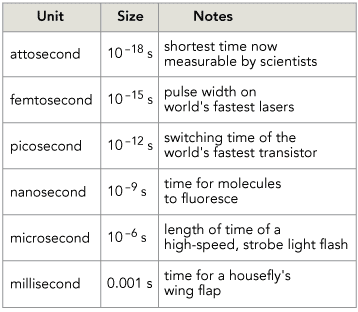 Unit Size Notes
attosecond 10⁻¹⁸ s shortest time now
measurable by scientists
femtosecond 10⁻¹⁵ s pulse width on
world's fastest lasers
picosecond 10⁻¹² s switching time of the
world's fastest transistor
nanosecond 10⁻⁹ s time for molecules
to fluoresce
microsecond 10⁻⁶ s length of time of a
high-speed, strobe light flash
millisecond 0.001 s time for a housefly's
wing flap